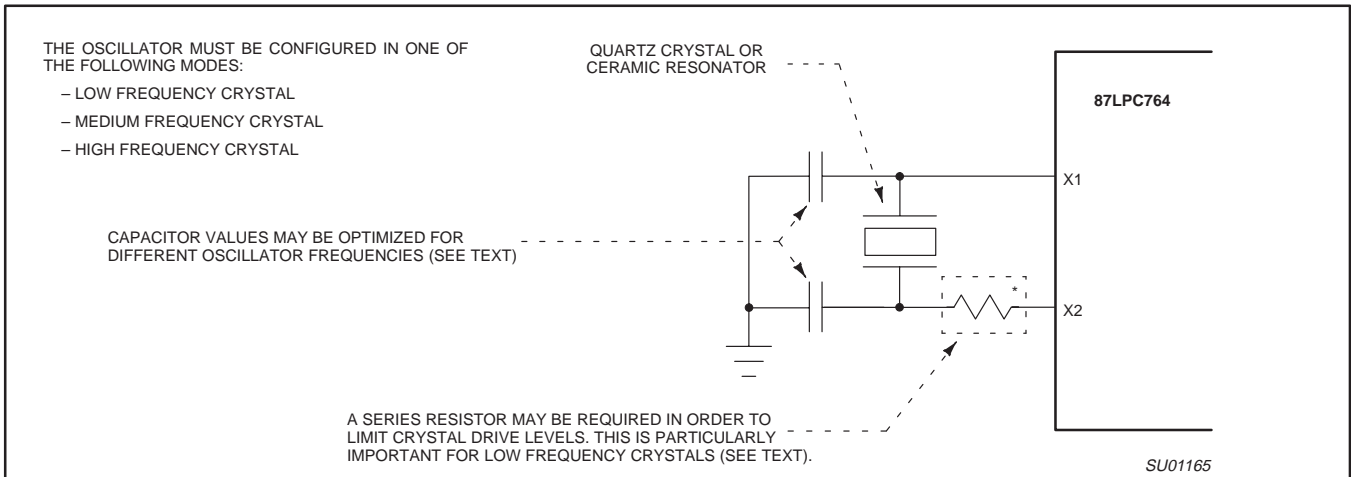 THE OSCILLATOR MUST BE CONFIGURED IN ONE OF
THE FOLLOWING MODES:
– LOW FREQUENCY CRYSTAL
– MEDIUM FREQUENCY CRYSTAL
– HIGH FREQUENCY CRYSTAL
QUARTZ CRYSTAL OR
CERAMIC RESONATOR
87LPC764
X1
CAPACITOR VALUES MAY BE OPTIMIZED FOR
DIFFERENT OSCILLATOR FREQUENCIES (SEE TEXT)
*
X2
A SERIES RESISTOR MAY BE REQUIRED IN ORDER TO
LIMIT CRYSTAL DRIVE LEVELS. THIS IS PARTICULARLY
IMPORTANT FOR LOW FREQUENCY CRYSTALS (SEE TEXT).
SU01165